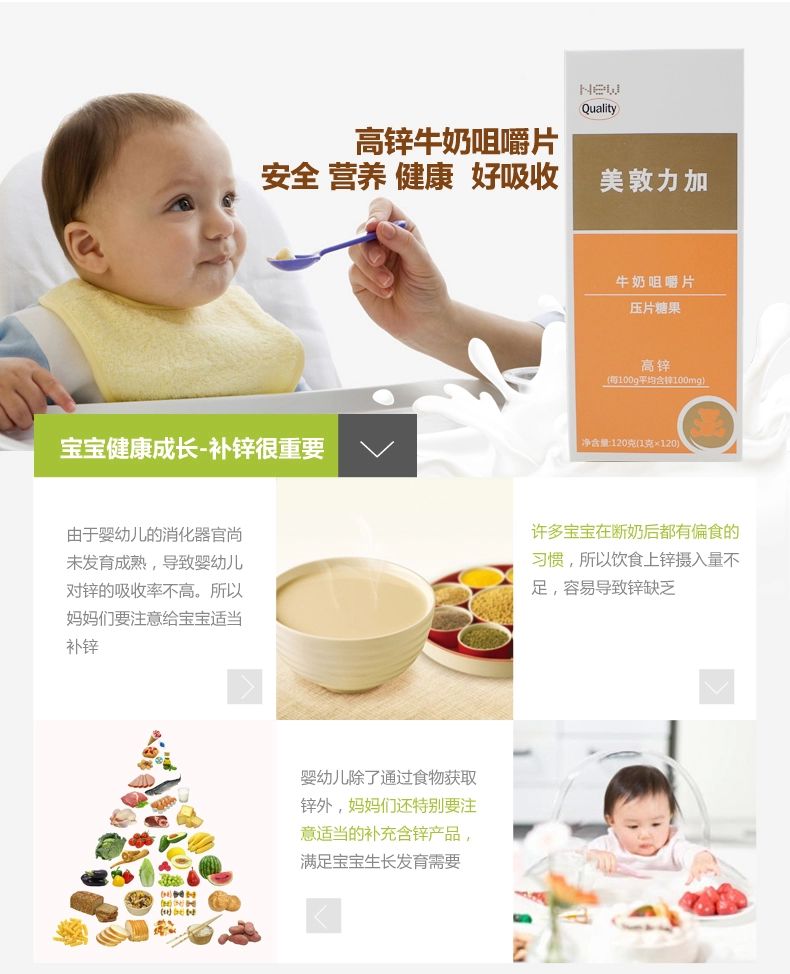 高锌牛奶咀嚼片
安全 营养 健康 好吸收
New
Quality
美敦力加
牛奶咀嚼片
压片糖果
高锌
(每100g平均含锌100mg)
净含量:120克(1克×120)
宝宝健康成长-补锌很重要
由于婴幼儿的消化器官尚
未发育成熟，导致婴幼儿
对锌的吸收率不高。所以
妈妈们要注意给宝宝适当
补锌
许多宝宝在断奶后都有偏食的
习惯，所以饮食上锌摄入量不
足，容易导致锌缺乏
婴幼儿除了通过食物获取
锌外，妈妈们还特别要注
意适当的补充含锌产品，
满足宝宝生长发育需要